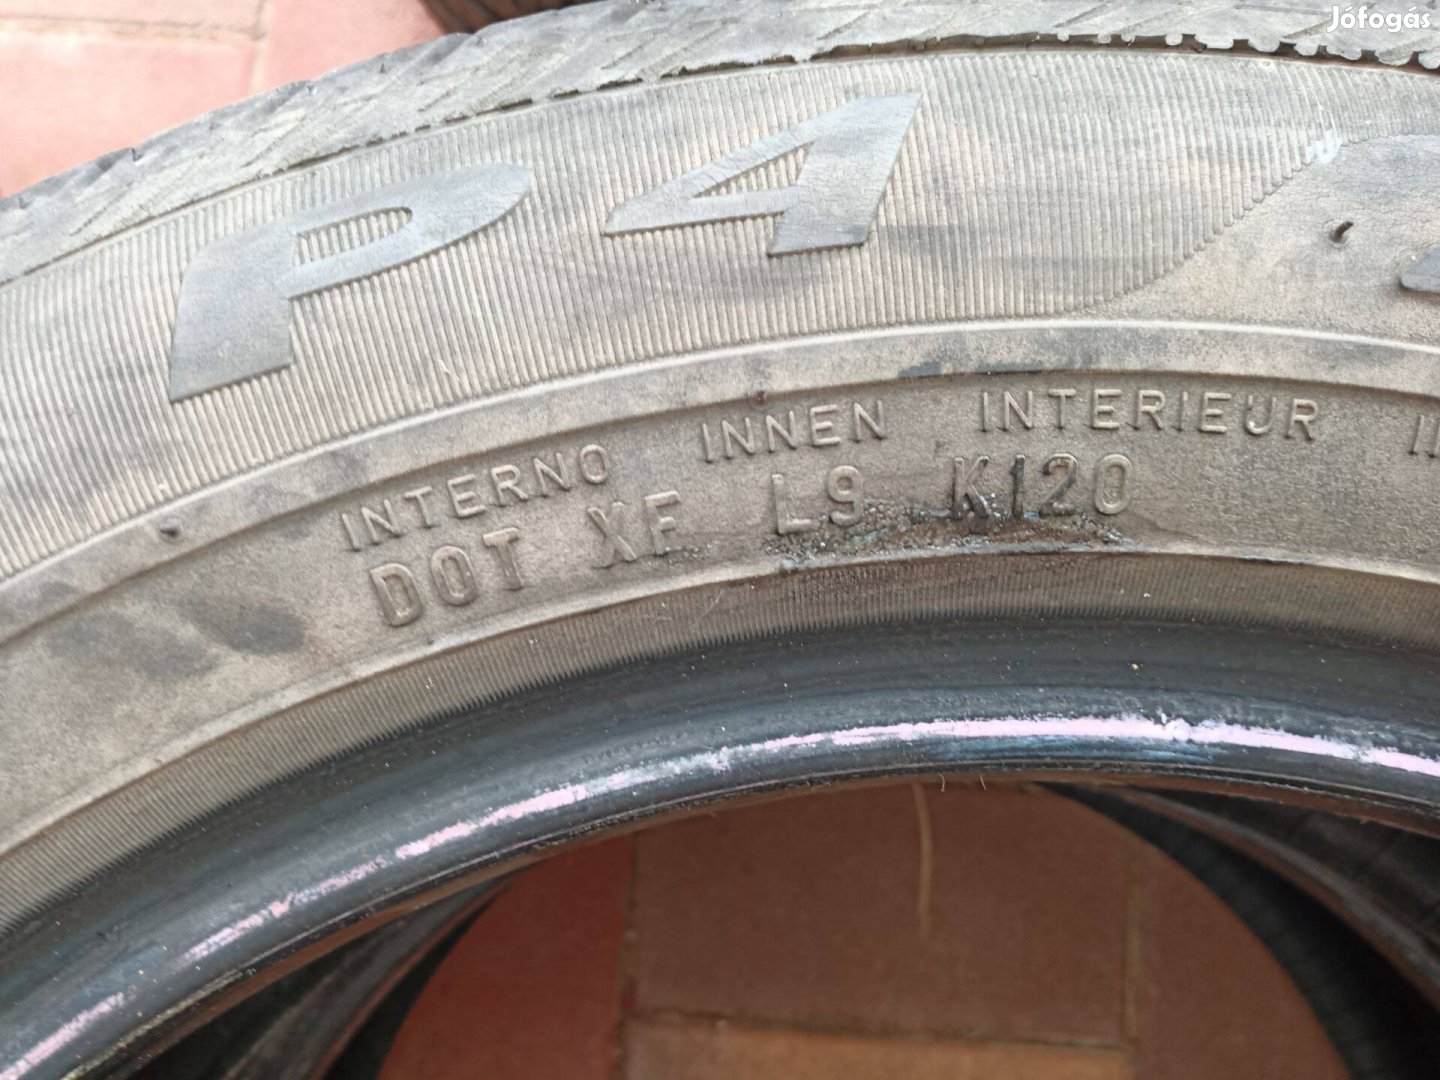 Jófogás
P4
INTERNO INNEN INTERIEUR
DOT XF L9 K120